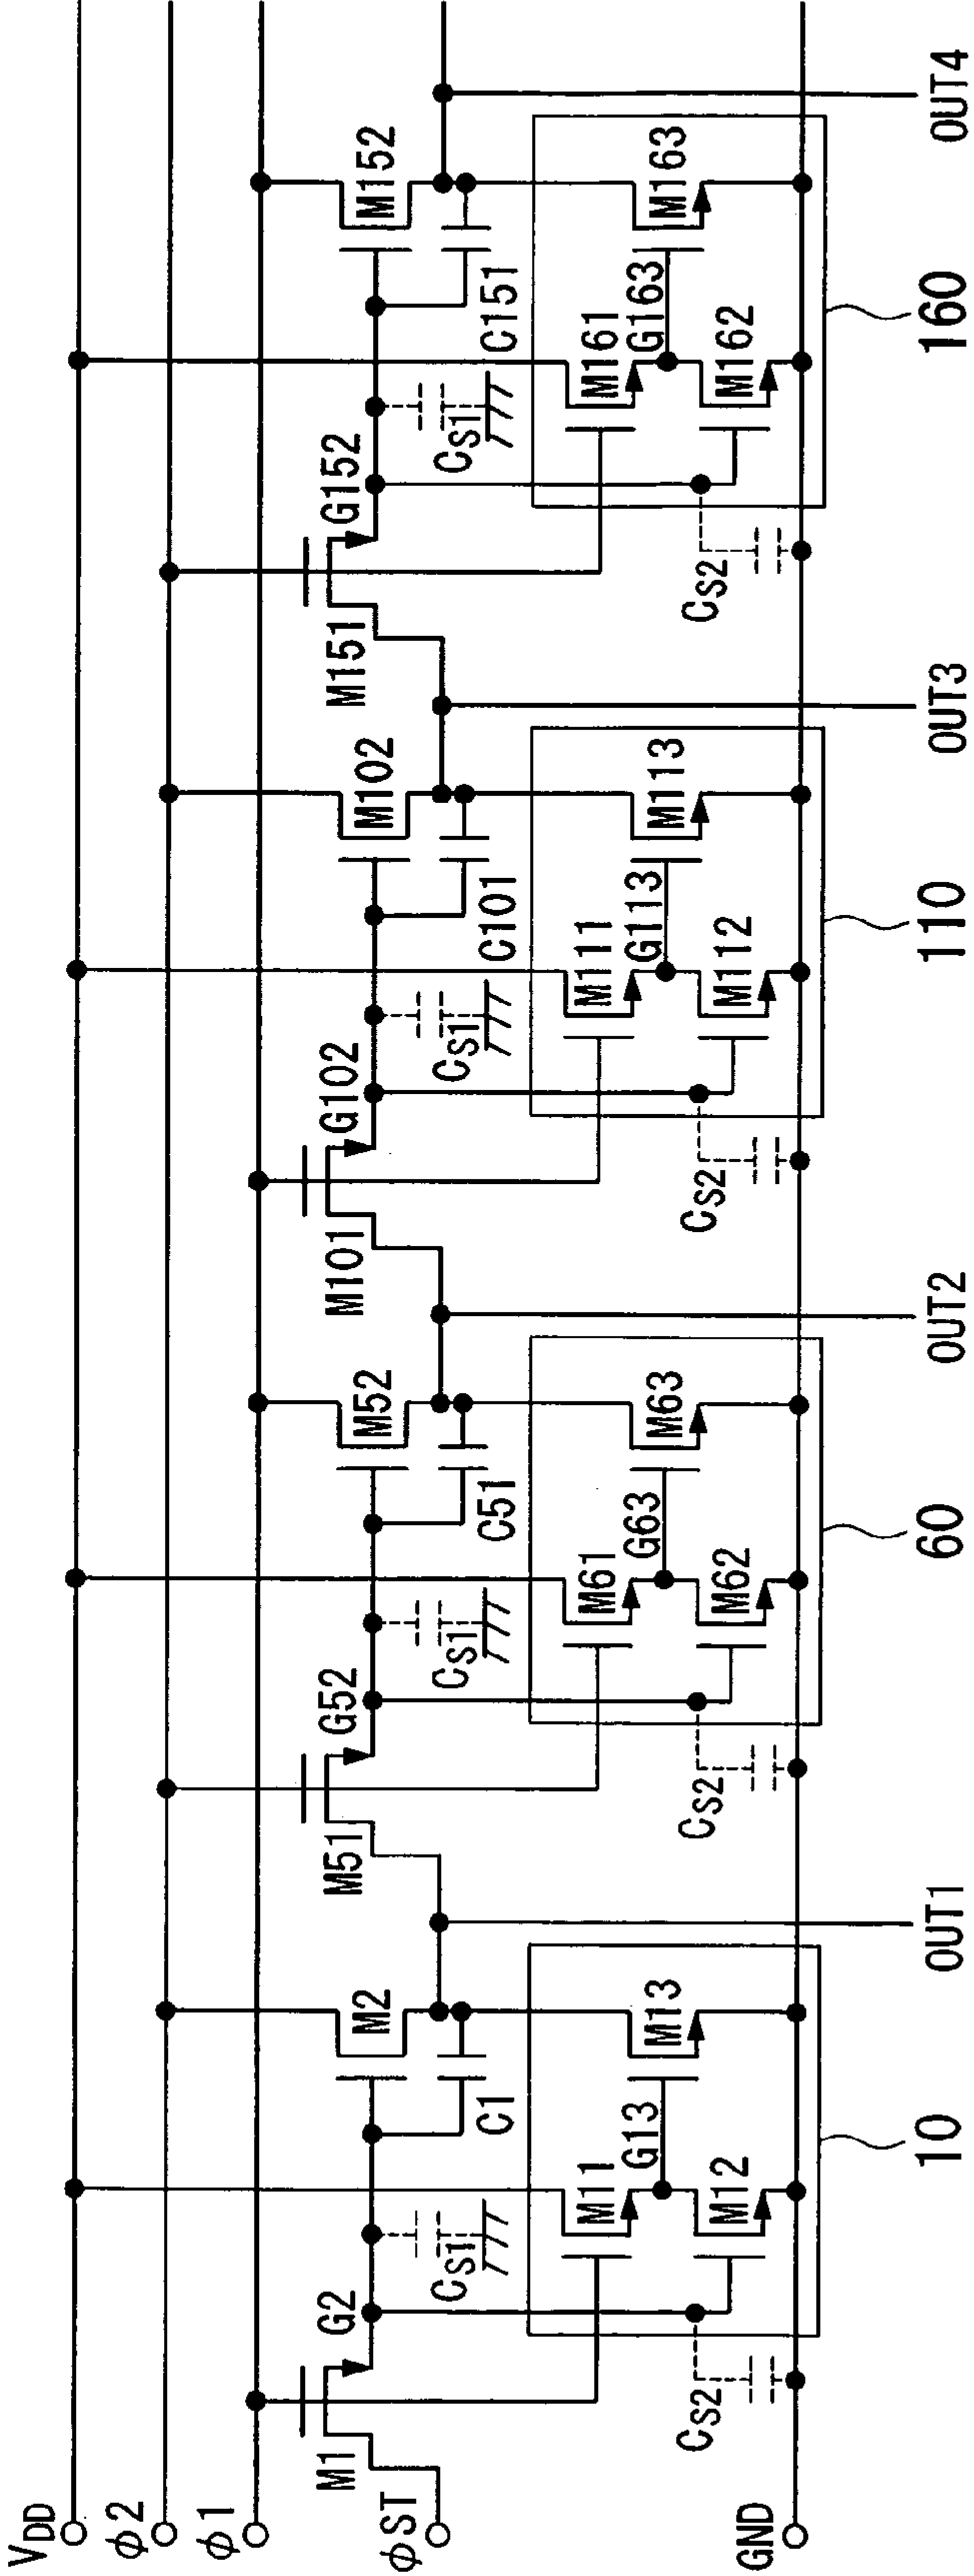 VDD
φ2
φ1
φST
GND
M1
G2
CS1
CS2
M2
C1
M11
G13
M12
M13
10
OUT1
M51
G52
CS1
CS2
M52
C51
M61
G63
M62
M63
60
OUT2
M101
G102
CS1
CS2
M102
C101
M111
G113
M112
M113
110
OUT3
M151
G152
CS1
CS2
M152
C151
M161
G163
M162
M163
160
OUT4